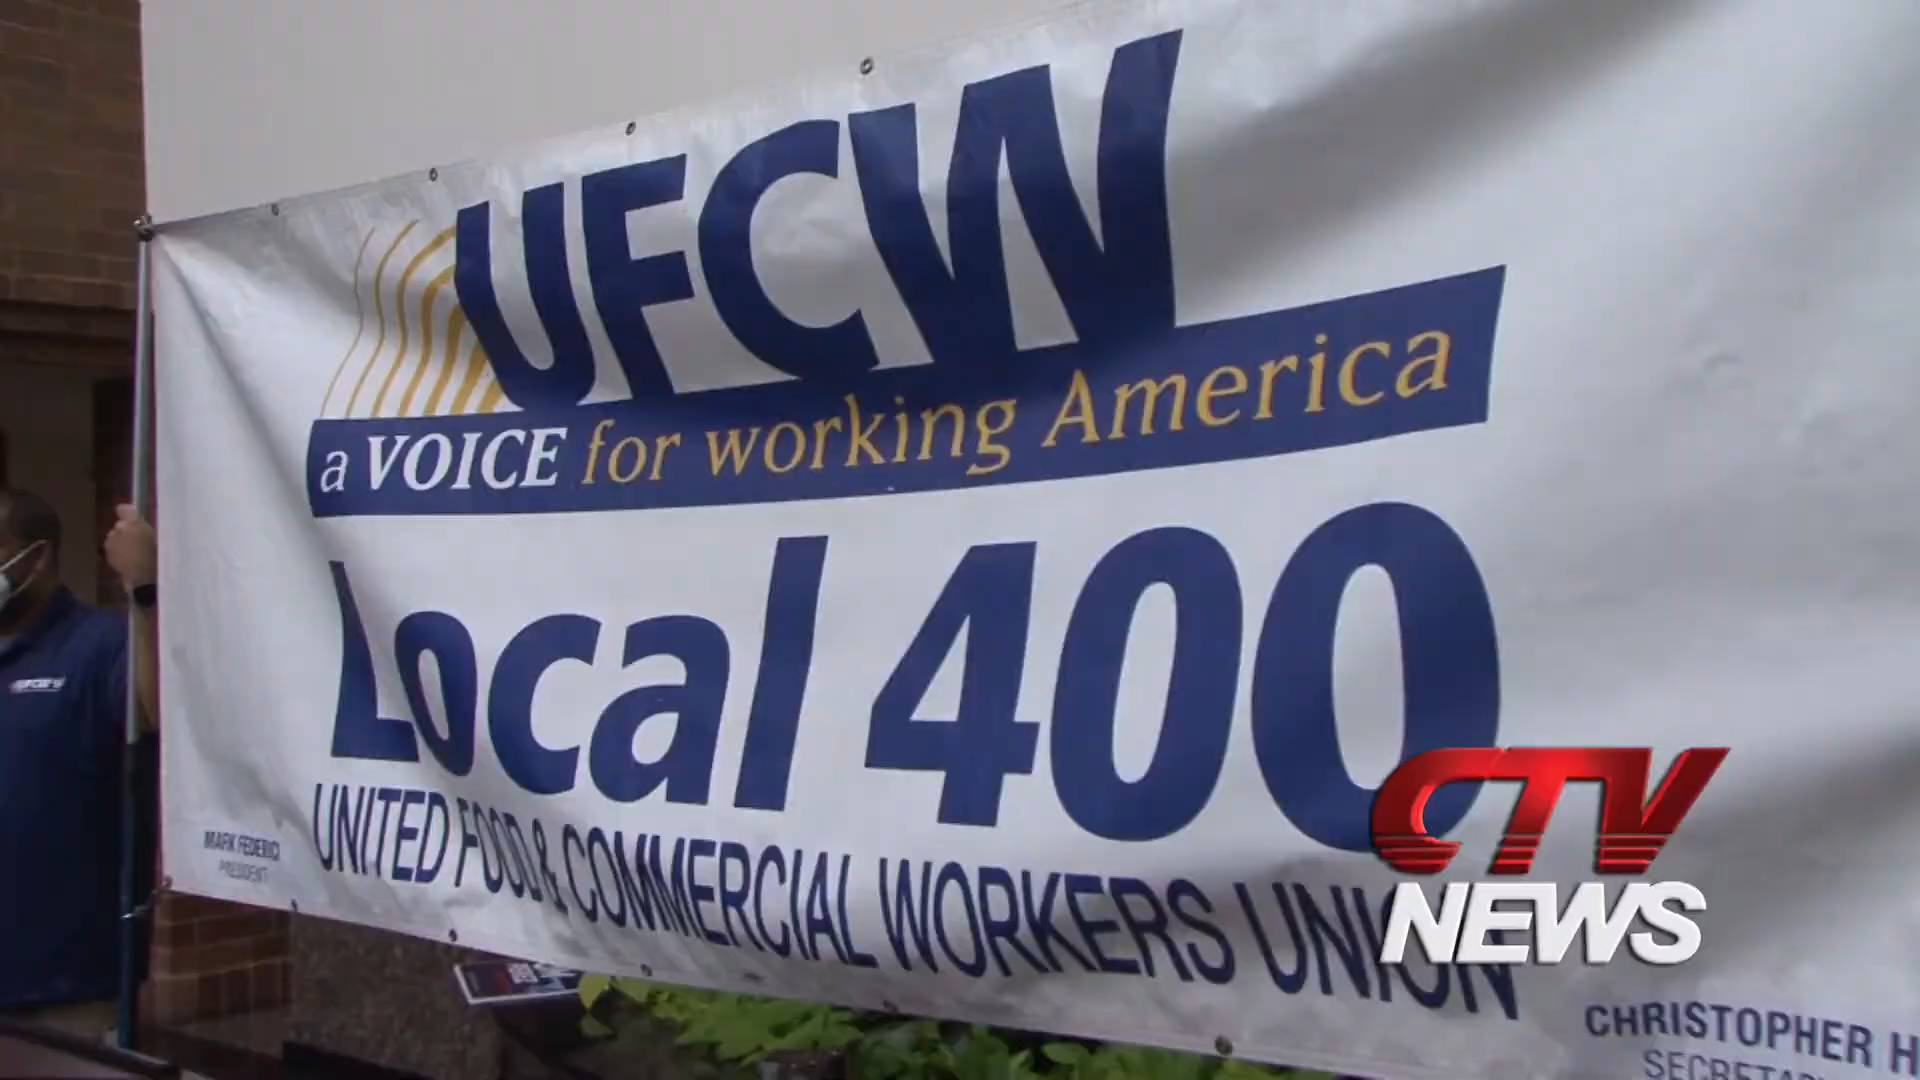 UFCW
a VOICE for working America
Local 400
UNITED FOOD & COMMERCIAL WORKERS UNION
MARK FEDERICI
PRESIDENT
CHRISTOPHER H
CTV
NEWS